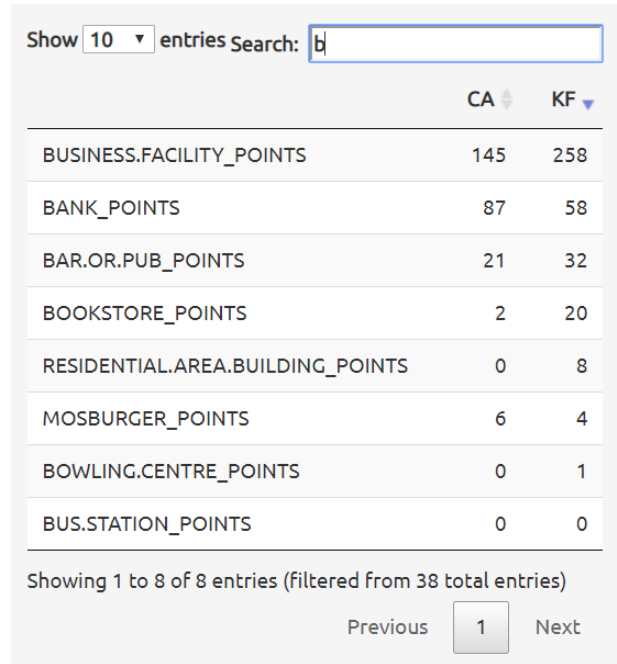 Show 10 entries Search: b
CA KF
BUSINESS.FACILITY_POINTS 145 258
BANK_POINTS 87 58
BAR.OR.PUB_POINTS 21 32
BOOKSTORE_POINTS 2 20
RESIDENTIAL.AREA.BUILDING_POINTS 0 8
MOSBURGER_POINTS 6 4
BOWLING.CENTRE_POINTS 0 1
BUS.STATION_POINTS 0 0
Showing 1 to 8 of 8 entries (filtered from 38 total entries)
Previous 1 Next